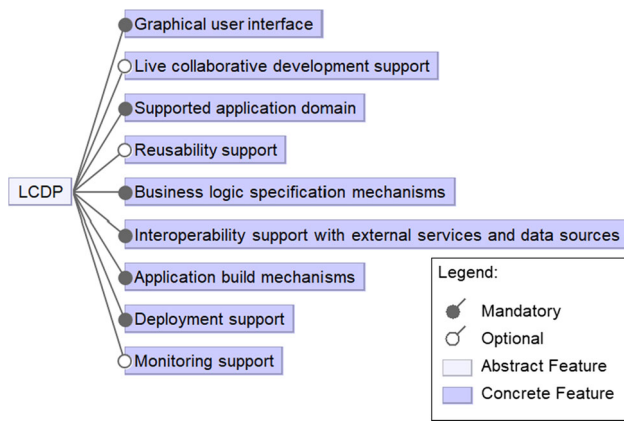 Graphical user interface
Live collaborative development support
Supported application domain
Reusability support
LCDP
Business logic specification mechanisms
Interoperability support with external services and data sources
Application build mechanisms
Deployment support
Monitoring support
Legend:
Mandatory
Optional
Abstract Feature
Concrete Feature